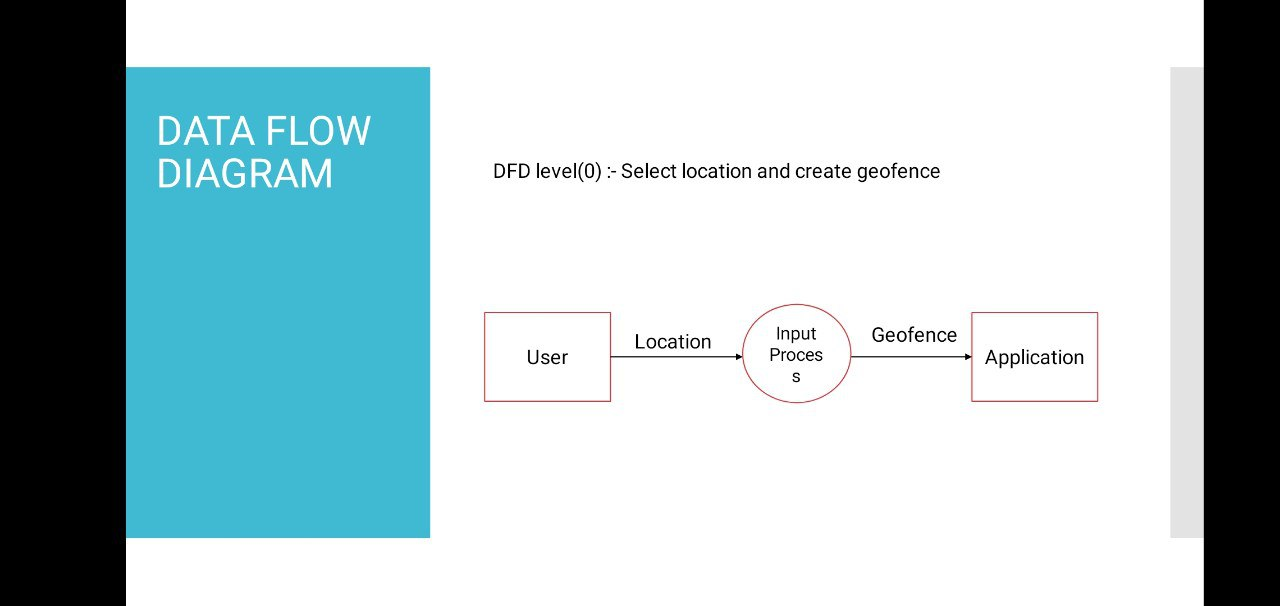 DATA FLOW
DIAGRAM
DFD level(0) :- Select location and create geofence
User
Location
Input
Proces
s
Geofence
Application